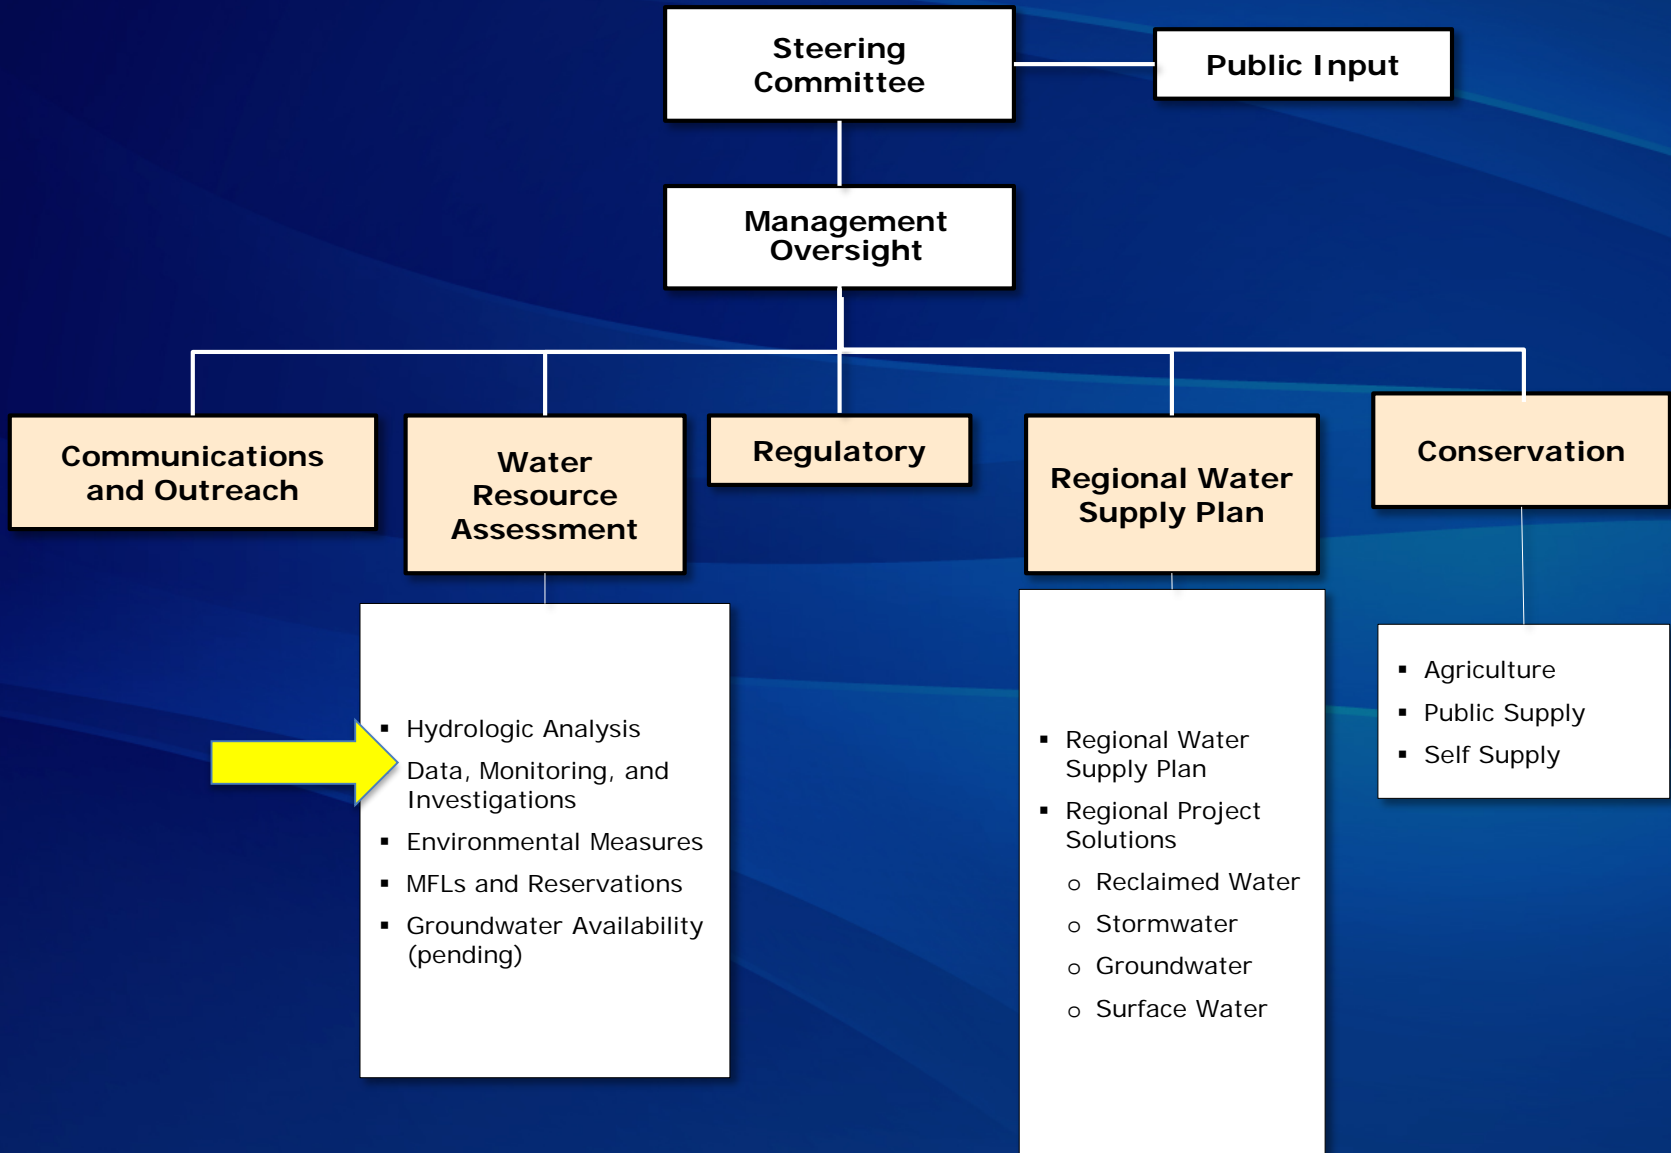 Steering
Committee
Public Input
Management
Oversight
Communications
and Outreach
Water
Resource
Assessment
Regulatory
Regional Water
Supply Plan
Conservation
▪ Hydrologic Analysis
Data, Monitoring, and
Investigations
▪ Environmental Measures
▪ MFLs and Reservations
▪ Groundwater Availability
(pending)
▪ Regional Water
Supply Plan
▪ Regional Project
Solutions
o Reclaimed Water
o Stormwater
o Groundwater
o Surface Water
▪ Agriculture
▪ Public Supply
▪ Self Supply